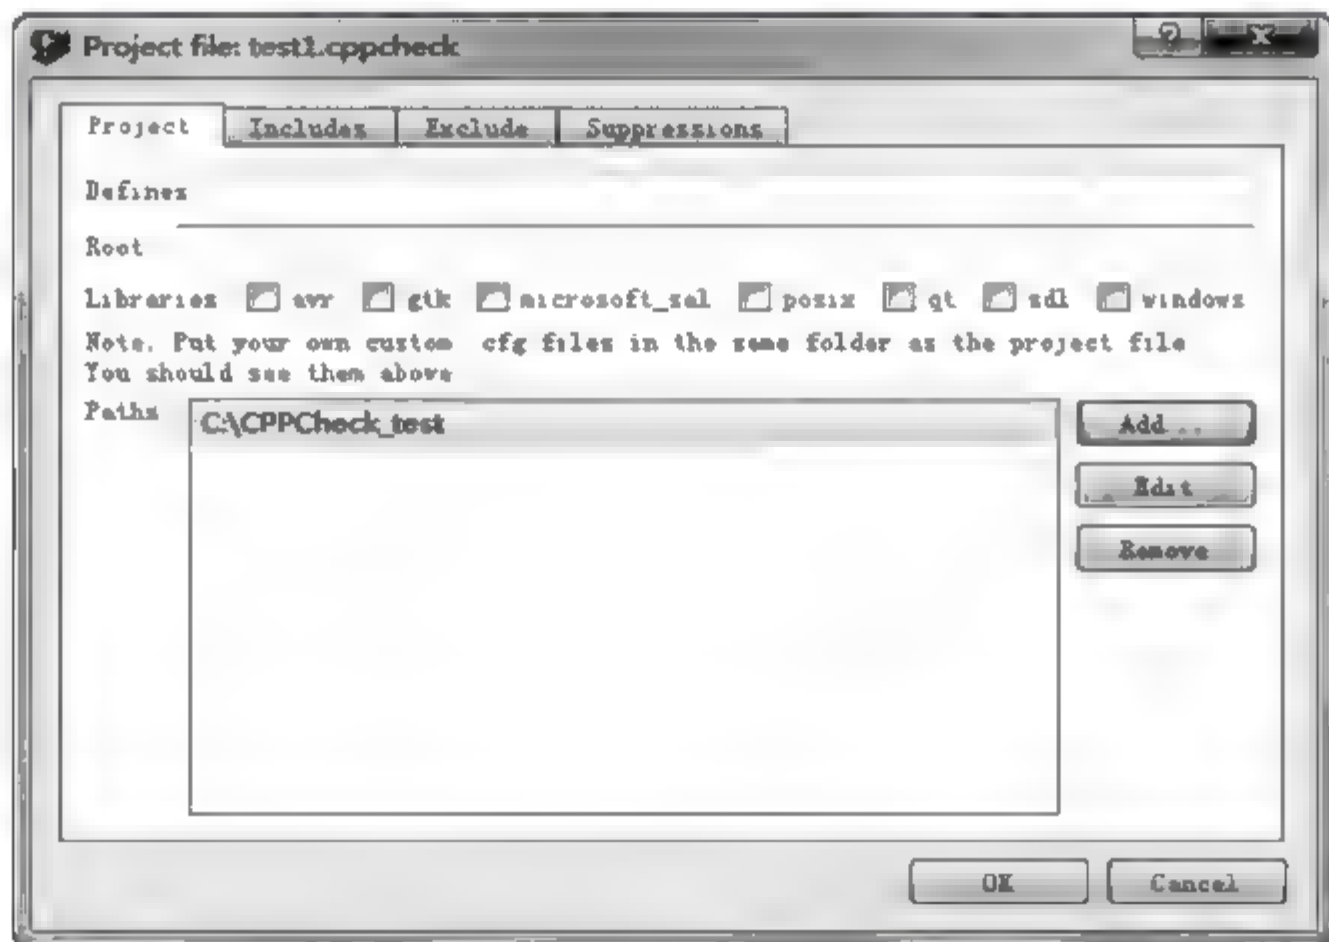 Project file: test1.cppcheck
? X
Project Includes Exclude Suppressions
Defines
Root
Libraries avr gtk microsoft_sal posix qt sdl windows
Note. Put your own custom cfg files in the same folder as the project file
You should see them above
Paths
C:\CPPCheck_test
Add...
Edit
Remove
OK Cancel